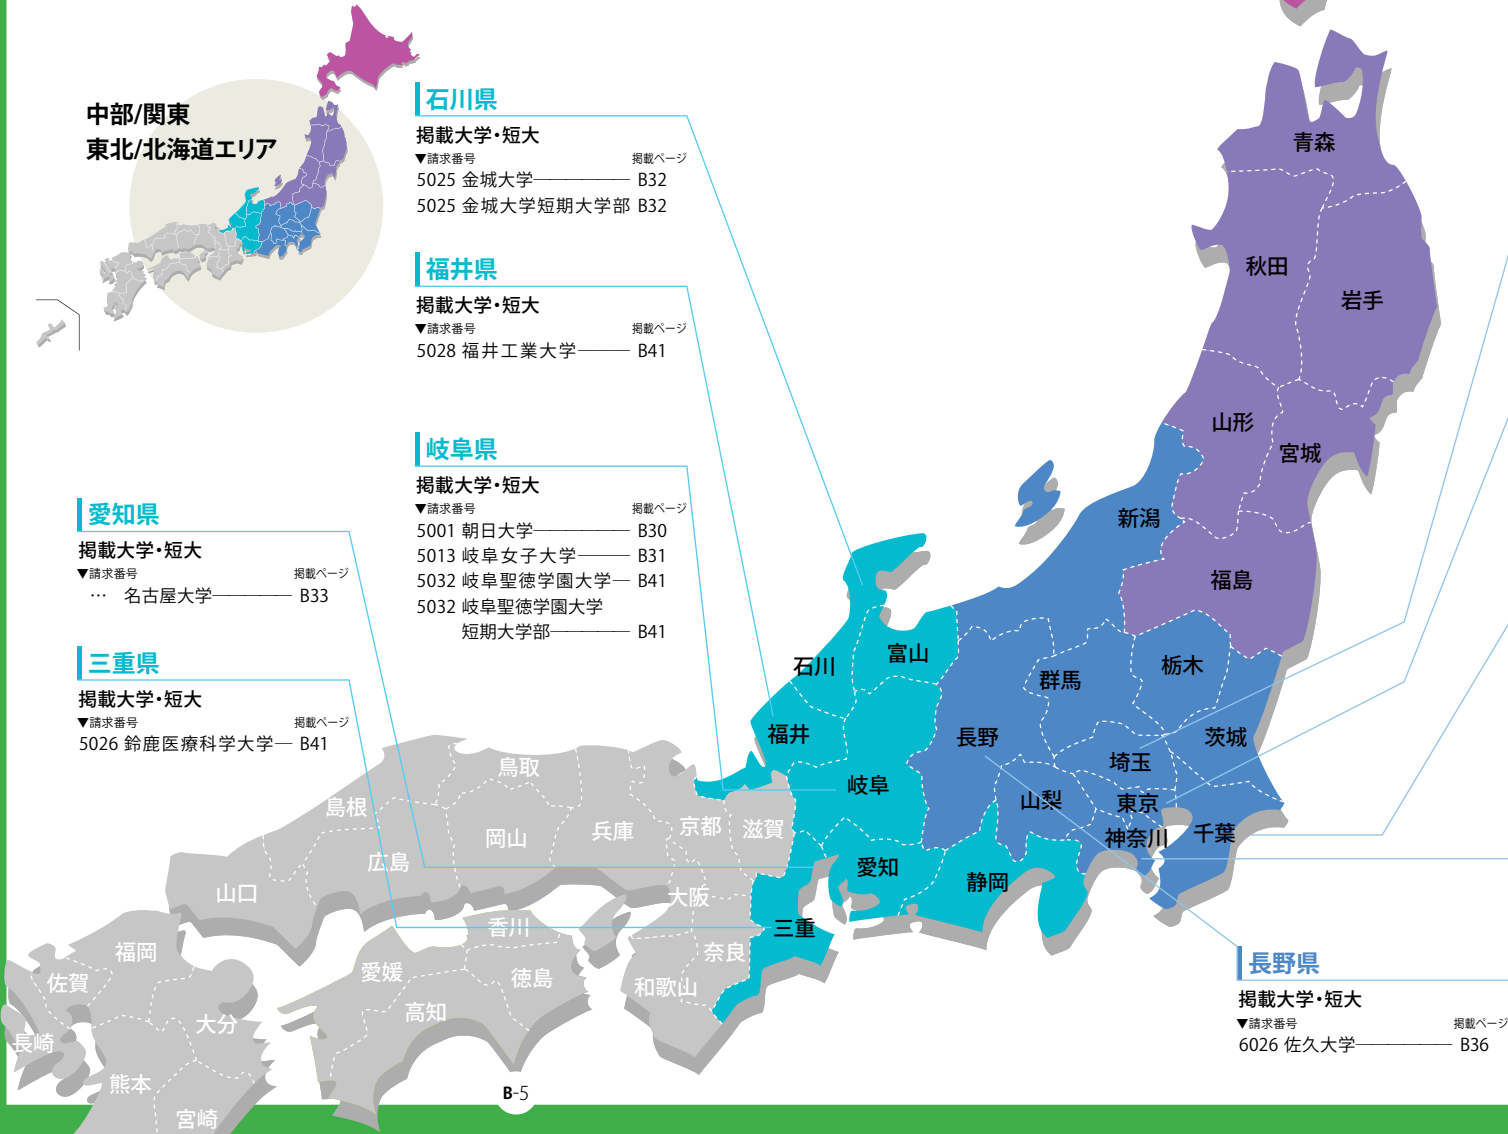 中部/関東
東北/北海道エリア
石川県
掲載大学・短大
▼請求番号 掲載ページ
5025 金城大学 B32
5025 金城大学短期大学部 B32
福井県
掲載大学・短大
▼請求番号 掲載ページ
5028 福井工業大学 B41
岐阜県
掲載大学・短大
▼請求番号 掲載ページ
5001 朝日大学 B30
5013 岐阜女子大学 B31
5032 岐阜聖徳学園大学 B41
5032 岐阜聖徳学園大学
短期大学部 B41
愛知県
掲載大学・短大
▼請求番号 掲載ページ
… 名古屋大学 B33
三重県
掲載大学・短大
▼請求番号 掲載ページ
5026 鈴鹿医療科学大学 B41
青森
秋田
岩手
山形
宮城
新潟
福島
石川
富山
群馬
栃木
福井
長野
茨城
岐阜
埼玉
山梨
東京
神奈川
千葉
愛知
静岡
三重
鳥取
島根
岡山
兵庫
京都
滋賀
広島
山口
大阪
香川
奈良
福岡
愛媛
徳島
和歌山
佐賀
高知
大分
長崎
熊本
宮崎
長野県
掲載大学・短大
▼請求番号 掲載ページ
6026 佐久大学 B36
B-5